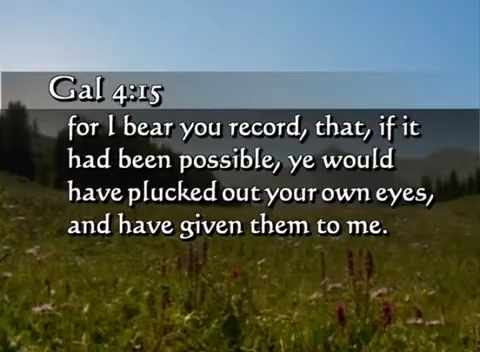 Gal 4:15
for I bear you record, that, if it
had been possible, ye would
have plucked out your own eyes,
and have given them to me.